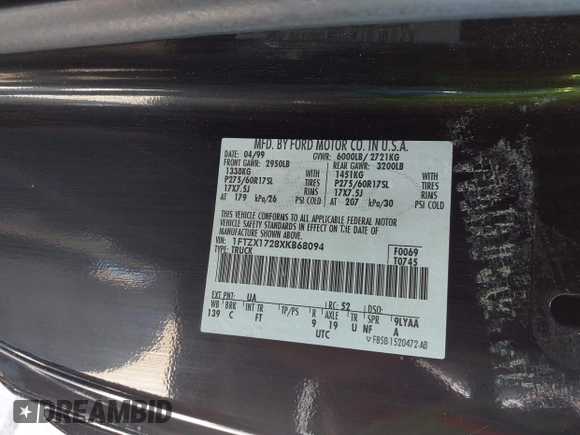 MFD. BY FORD MOTOR CO. IN U.S.A.
DATE: 04/99 GVWR: 6000LB/ 2721KG
FRONT GAWR: 2950LB REAR GAWR: 3200LB
1338KG WITH 1451KG WITH
P275/60R17SL TIRES P275/60R17SL TIRES
17X7.5J RIMS 17X7.5J RIMS
AT 179 kPa/26 PSI COLD AT 207 kPa/30 PSI COLD
THIS VEHICLE CONFORMS TO ALL APPLICABLE FEDERAL MOTOR
VEHICLE SAFETY STANDARDS IN EFFECT ON THE DATE OF
MANUFACTURE SHOWN ABOVE.
VIN: 1FTZX1728XKB68094 F0069
TYPE: TRUCK T0745
EXT PNT: UA RC: 52 DSO:
WB BRK INT TR TP/PS R AXLE TR SPR 9LYAA
139 C FT 9 19 U NF A
UTC
F85B-1520472-AB
DREAMBID